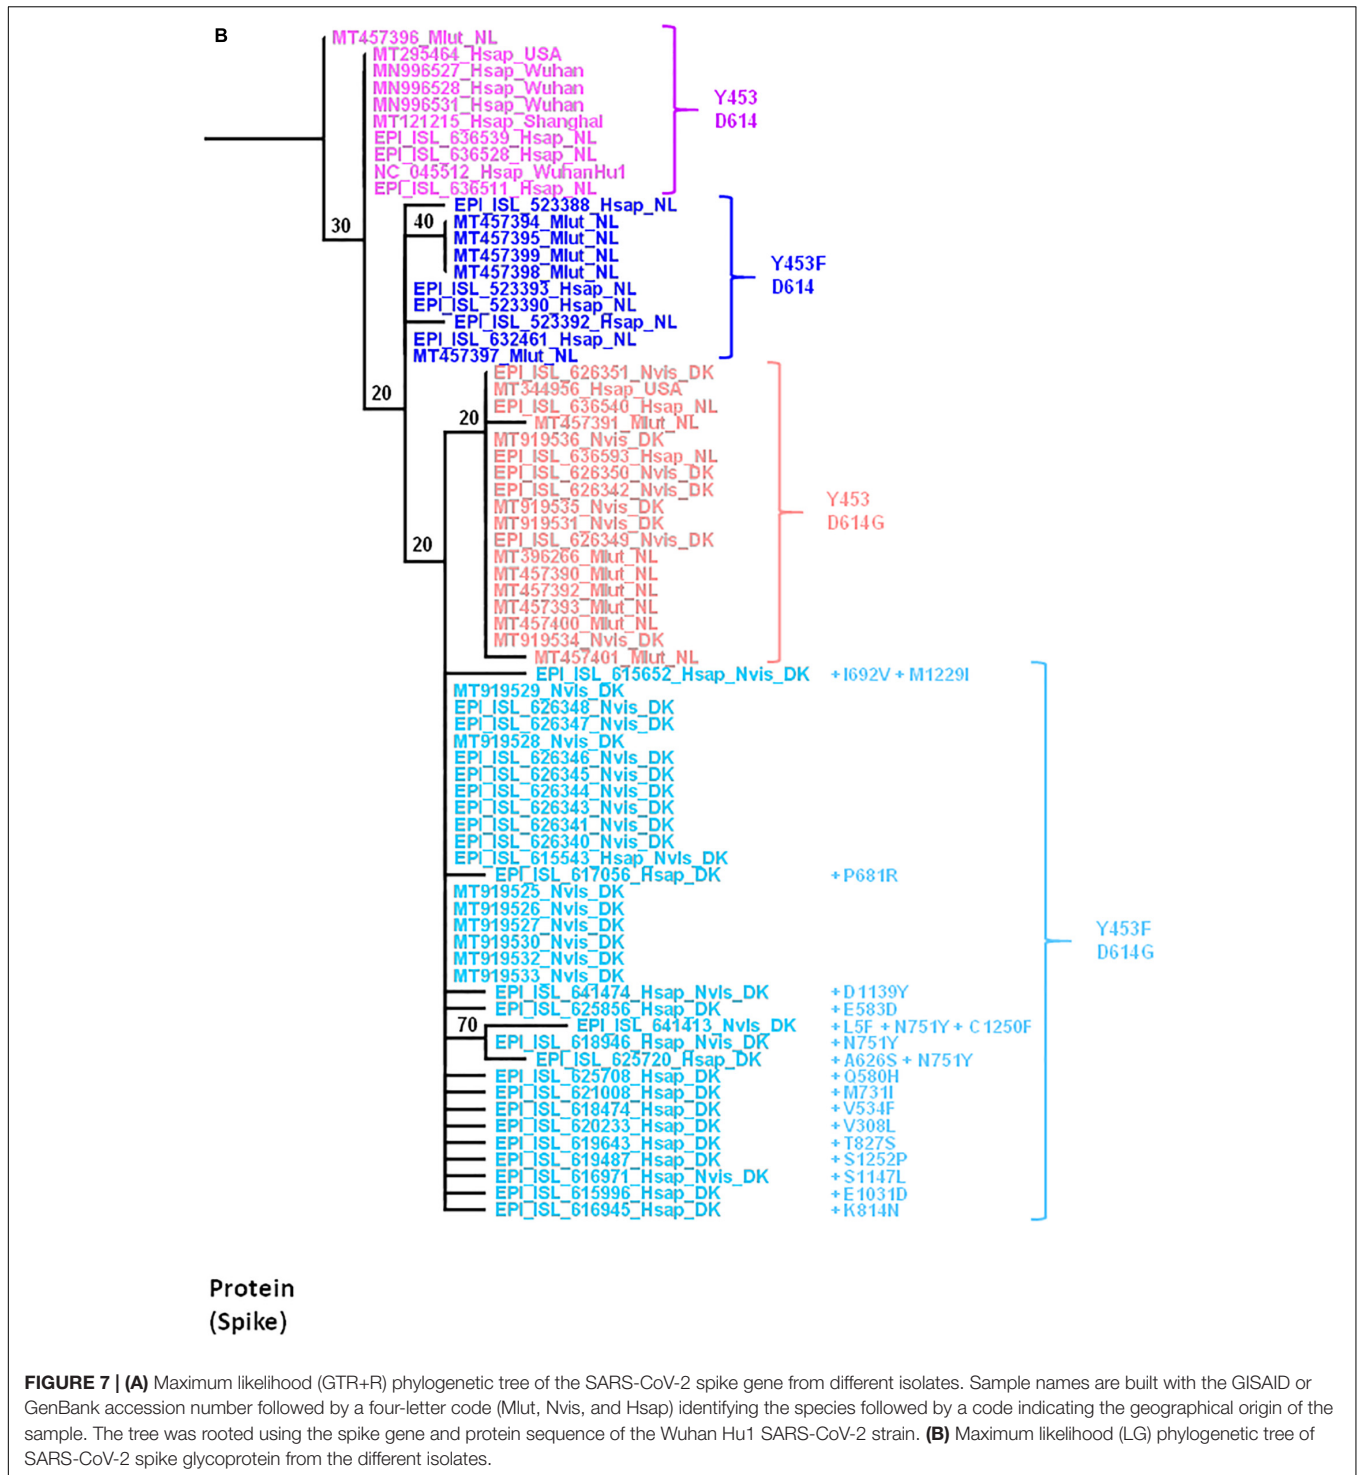 B
MT457396_Mlut_NL
MT295464_Hsap_USA
MN996527_Hsap_Wuhan
MN996528_Hsap_Wuhan
MN996531_Hsap_Wuhan
MT121215_Hsap_Shanghai
EPI_ISL_636539_Hsap_NL
EPI_ISL_636528_Hsap_NL
NC_045512_Hsap_WuhanHu1
EPI_ISL_636511_Hsap_NL
Y453
D614
30
EPI_ISL_523388_Hsap_NL
40
MT457394_Mlut_NL
MT457395_Mlut_NL
MT457399_Mlut_NL
MT457398_Mlut_NL
EPI_ISL_523393_Hsap_NL
EPI_ISL_523390_Hsap_NL
EPI_ISL_523392_Hsap_NL
EPI_ISL_632461_Hsap_NL
MT457397_Mlut_NL
Y453F
D614
20
EPI_ISL_626351_Nvis_DK
MT344956_Hsap_USA
EPI_ISL_636540_Hsap_NL
20
MT457391_Mlut_NL
MT919536_Nvis_DK
EPI_ISL_636593_Hsap_NL
EPI_ISL_626350_Nvis_DK
EPI_ISL_626342_Nvis_DK
MT919535_Nvis_DK
MT919531_Nvis_DK
EPI_ISL_626349_Nvis_DK
MT396266_Mlut_NL
MT457390_Mlut_NL
MT457392_Mlut_NL
MT457393_Mlut_NL
MT457400_Mlut_NL
MT919534_Nvis_DK
MT457401_Mlut_NL
Y453
D614G
20
EPI_ISL_615652_Hsap_Nvis_DK +I692V + M1229I
MT919529_Nvis_DK
EPI_ISL_626348_Nvis_DK
EPI_ISL_626347_Nvis_DK
MT919528_Nvis_DK
EPI_ISL_626346_Nvis_DK
EPI_ISL_626345_Nvis_DK
EPI_ISL_626344_Nvis_DK
EPI_ISL_626343_Nvis_DK
EPI_ISL_626341_Nvis_DK
EPI_ISL_626340_Nvis_DK
EPI_ISL_615543_Hsap_Nvis_DK
EPI_ISL_617056_Hsap_DK +P681R
MT919525_Nvis_DK
MT919526_Nvis_DK
MT919527_Nvis_DK
MT919530_Nvis_DK
MT919532_Nvis_DK
MT919533_Nvis_DK
EPI_ISL_641474_Hsap_Nvis_DK +D1139Y
EPI_ISL_625856_Hsap_DK +E583D
70
EPI_ISL_641413_Nvis_DK +L5F + N751Y + C1250F
EPI_ISL_618946_Hsap_Nvis_DK +N751Y
EPI_ISL_625720_Hsap_DK +A626S + N751Y
EPI_ISL_625708_Hsap_DK +Q580H
EPI_ISL_621008_Hsap_DK +M731I
EPI_ISL_618474_Hsap_DK +V534F
EPI_ISL_620233_Hsap_DK +V308L
EPI_ISL_619643_Hsap_DK +T827S
EPI_ISL_619487_Hsap_DK +S1252P
EPI_ISL_616971_Hsap_Nvis_DK +S1147L
EPI_ISL_615996_Hsap_DK +E1031D
EPI_ISL_616945_Hsap_DK +K814N
Y453F
D614G
Protein
(Spike)
FIGURE 7 | (A) Maximum likelihood (GTR+R) phylogenetic tree of the SARS-CoV-2 spike gene from different isolates. Sample names are built with the GISAID or
GenBank accession number followed by a four-letter code (Mlut, Nvis, and Hsap) identifying the species followed by a code indicating the geographical origin of the
sample. The tree was rooted using the spike gene and protein sequence of the Wuhan Hu1 SARS-CoV-2 strain. (B) Maximum likelihood (LG) phylogenetic tree of
SARS-CoV-2 spike glycoprotein from the different isolates.